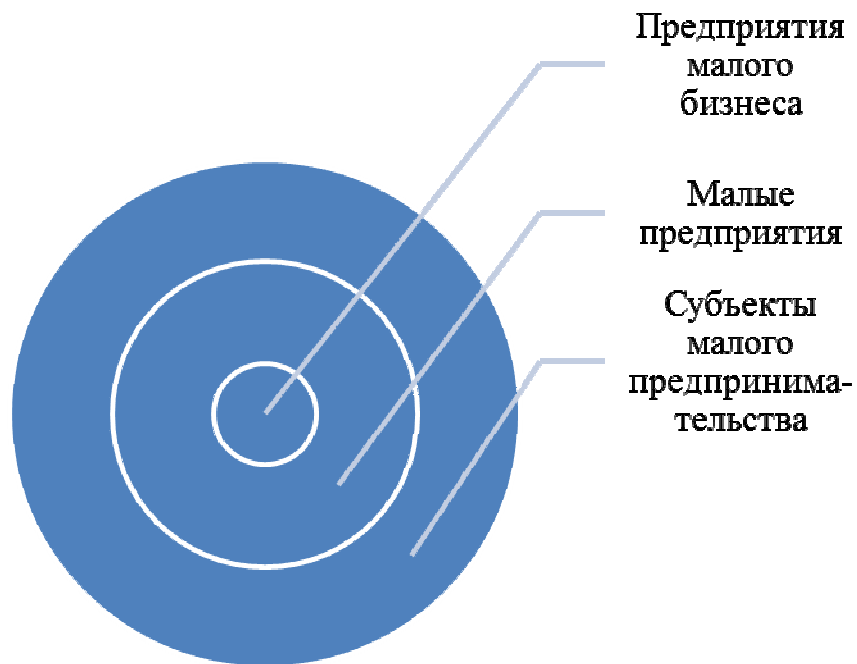 Предприятия
малого
бизнеса
Малые
предприятия
Субъекты
малого
предпринима-
тельства